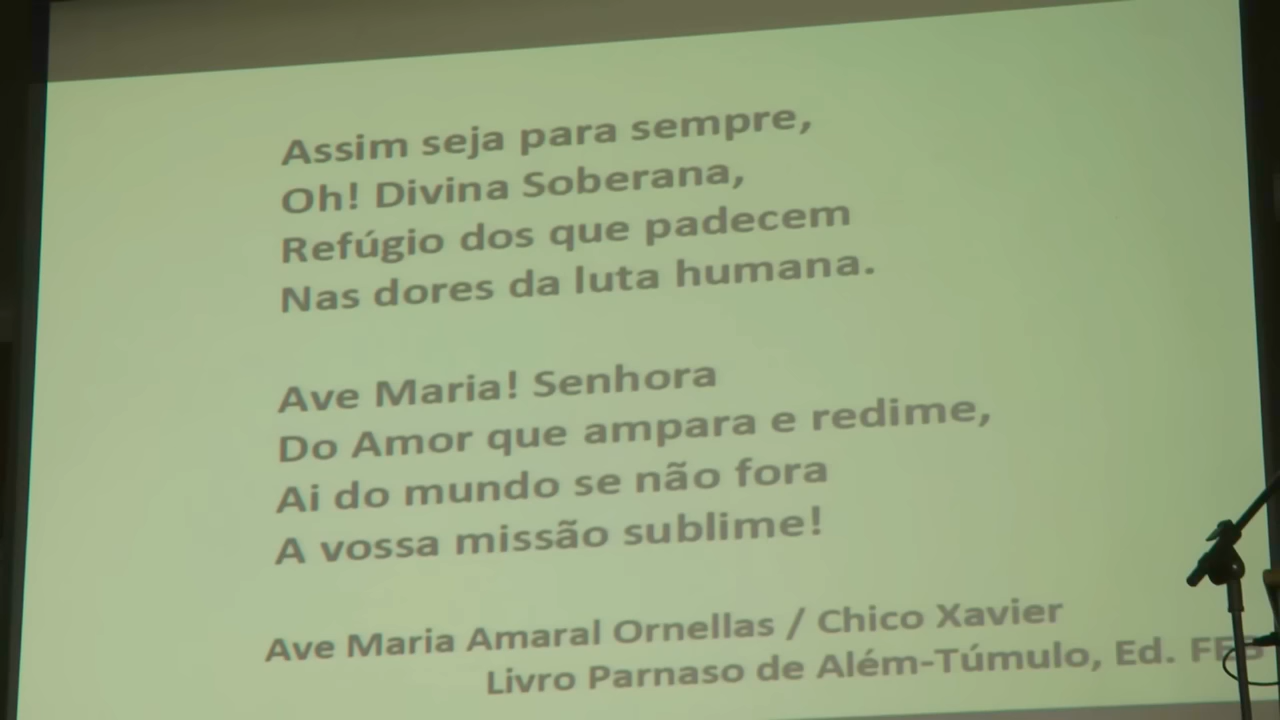 Assim seja para sempre,
Oh! Divina Soberana,
Refúgio dos que padecem
Nas dores da luta humana.
Ave Maria! Senhora
Do Amor que ampara e redime,
Ai do mundo se não fora
A vossa missão sublime!
Ave Maria Amaral Ornellas / Chico Xavier
Livro Parnaso de Além-Túmulo, Ed. FEB